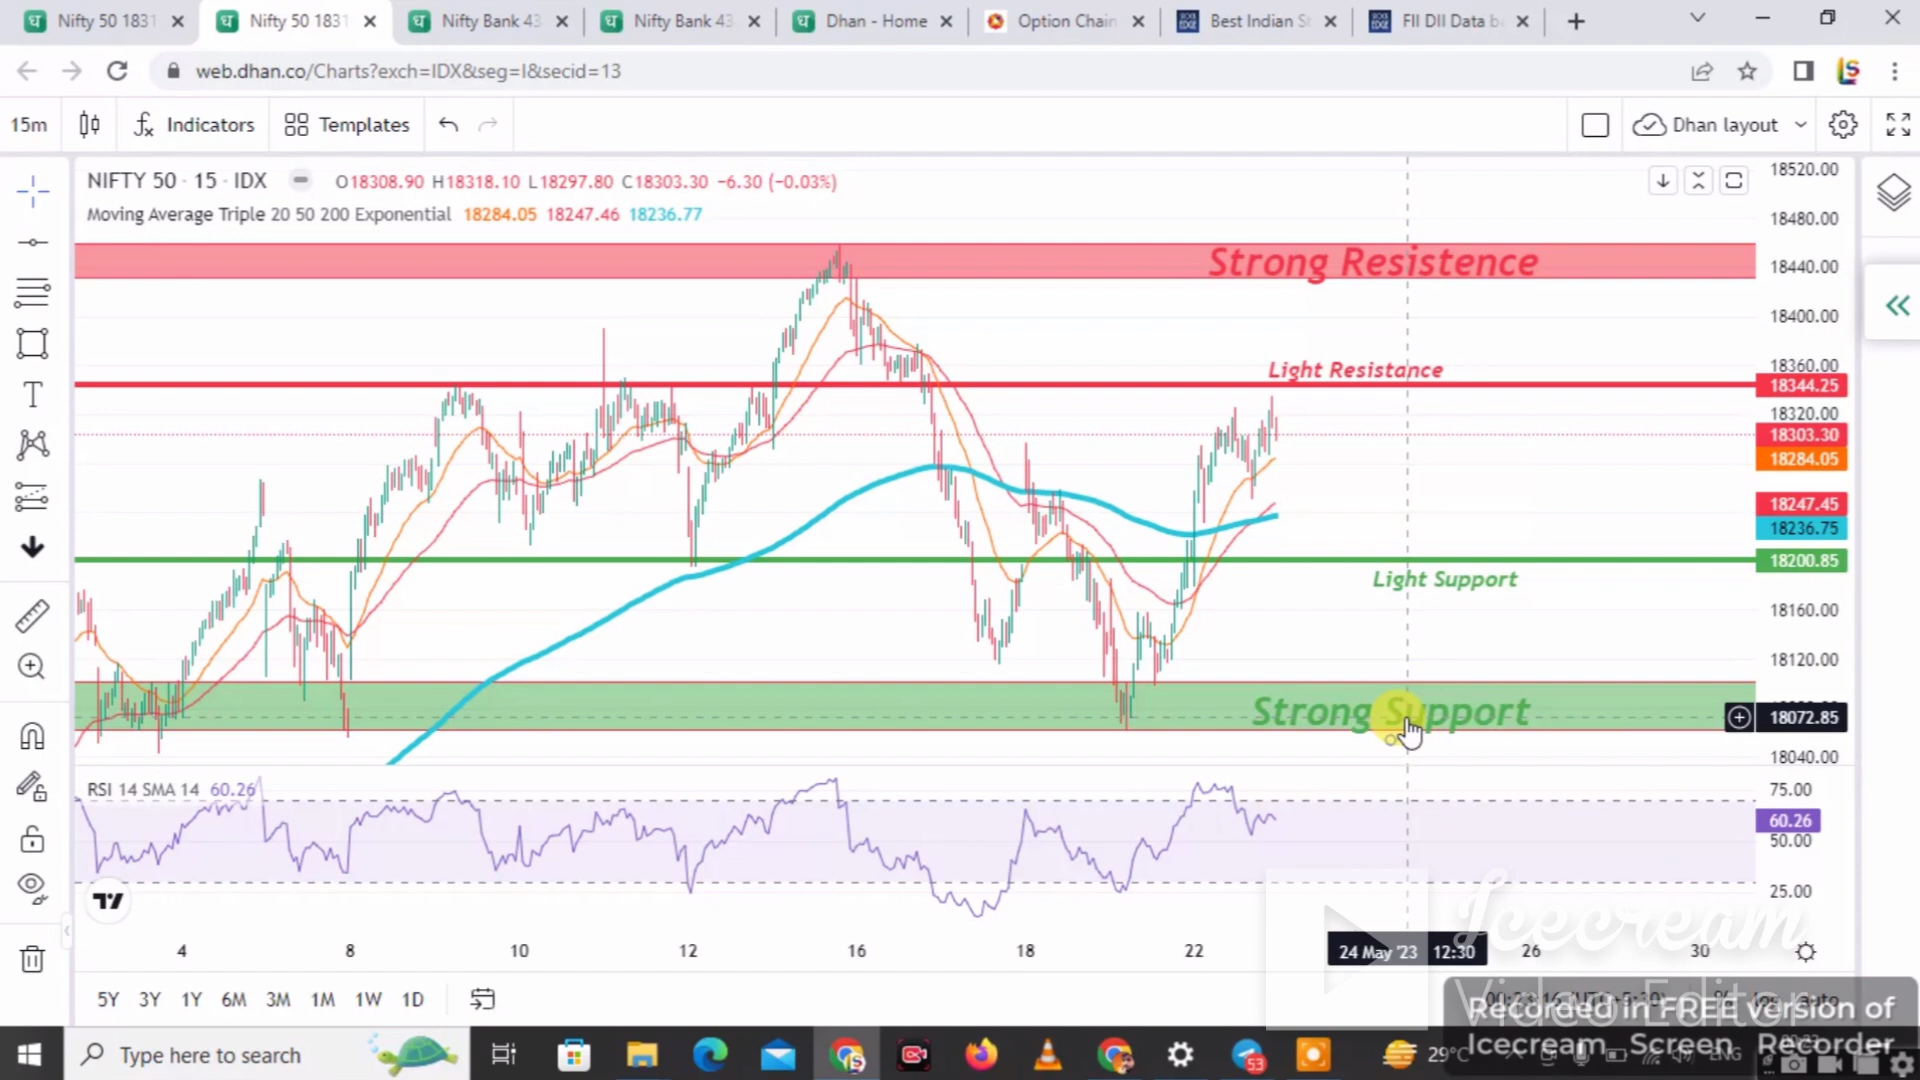 Nifty 50 1831
Nifty 50 1831
Nifty Bank 43
Nifty Bank 43
Dhan - Home
Option Chain
Best Indian St
FII DII Data ba
web.dhan.co/Charts?exch=IDX&seg=I&secid=13
15m
Indicators
Templates
Dhan layout
NIFTY 50 · 15 · IDX
O18308.90 H18318.10 L18297.80 C18303.30 −6.30 (−0.03%)
Moving Average Triple 20 50 200 Exponential 18284.05 18247.46 18236.77
18520.00
18480.00
Strong Resistence
18440.00
18400.00
Light Resistance
18360.00
18344.25
18320.00
18303.30
18284.05
18247.45
18236.75
18200.85
Light Support
18160.00
18120.00
Strong Support
18072.85
18040.00
RSI 14 SMA 14 60.26
75.00
60.26
50.00
25.00
4 8 10 12 16 18 22 24 May '23 12:30 26 30
5Y 3Y 1Y 6M 3M 1M 1W 1D
Icecream
Video Editor
Recorded in FREE version of
Icecream Screen Recorder
Type here to search
53
29°C
ENG